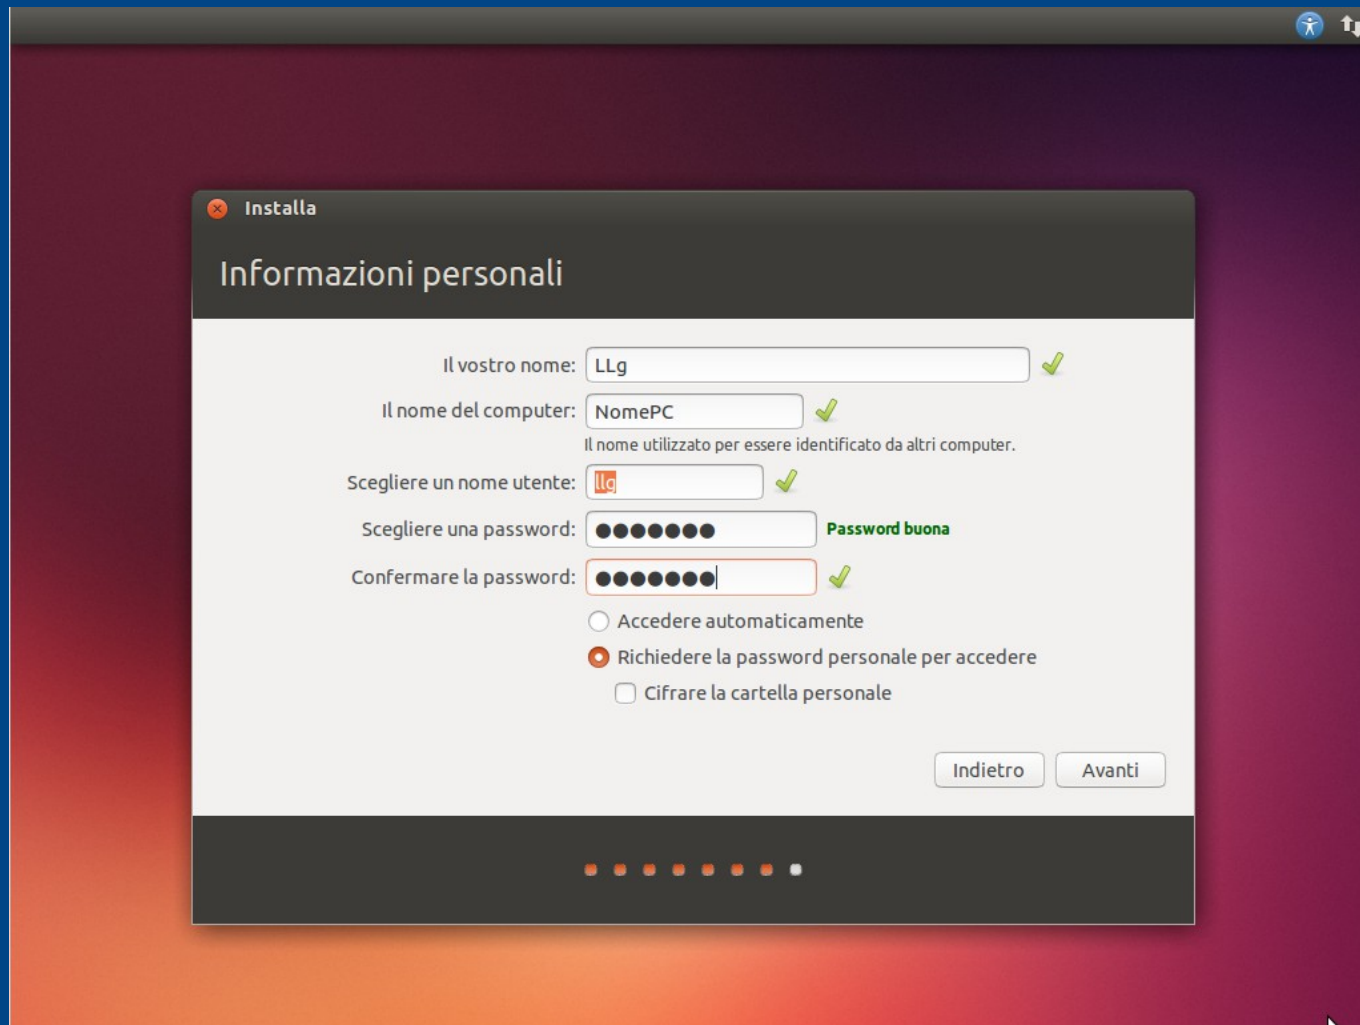 Installa
Informazioni personali
Il vostro nome: LLg
Il nome del computer: NomePC
Il nome utilizzato per essere identificato da altri computer.
Scegliere un nome utente: llg
Scegliere una password: ●●●●●●● Password buona
Confermare la password: ●●●●●●●
Accedere automaticamente
Richiedere la password personale per accedere
Cifrare la cartella personale
Indietro Avanti